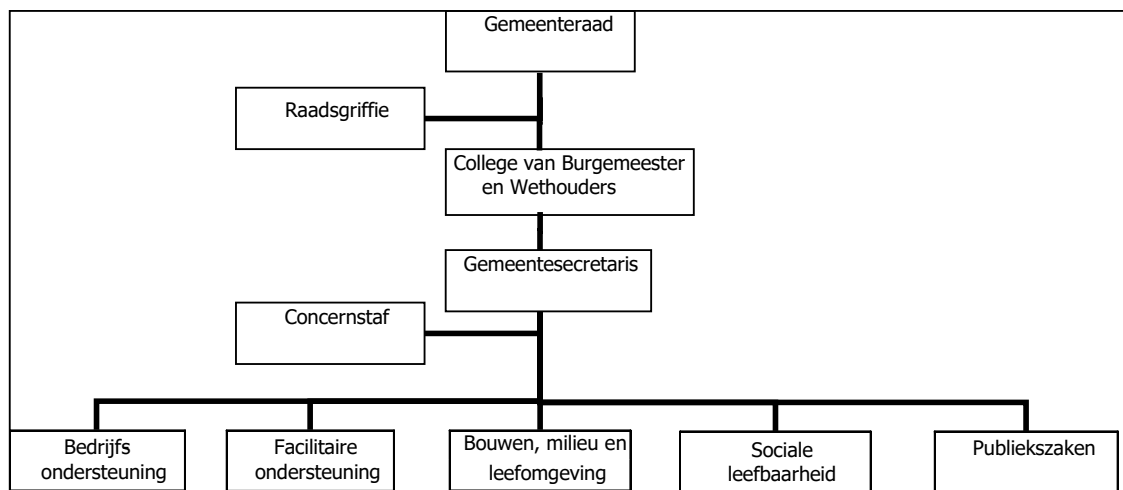 Gemeenteraad
Raadsgriffie
College van Burgemeester
en Wethouders
Gemeentesecretaris
Concernstaf
Bedrijfs
ondersteuning
Facilitaire
ondersteuning
Bouwen, milieu en
leefomgeving
Sociale
leefbaarheid
Publiekszaken